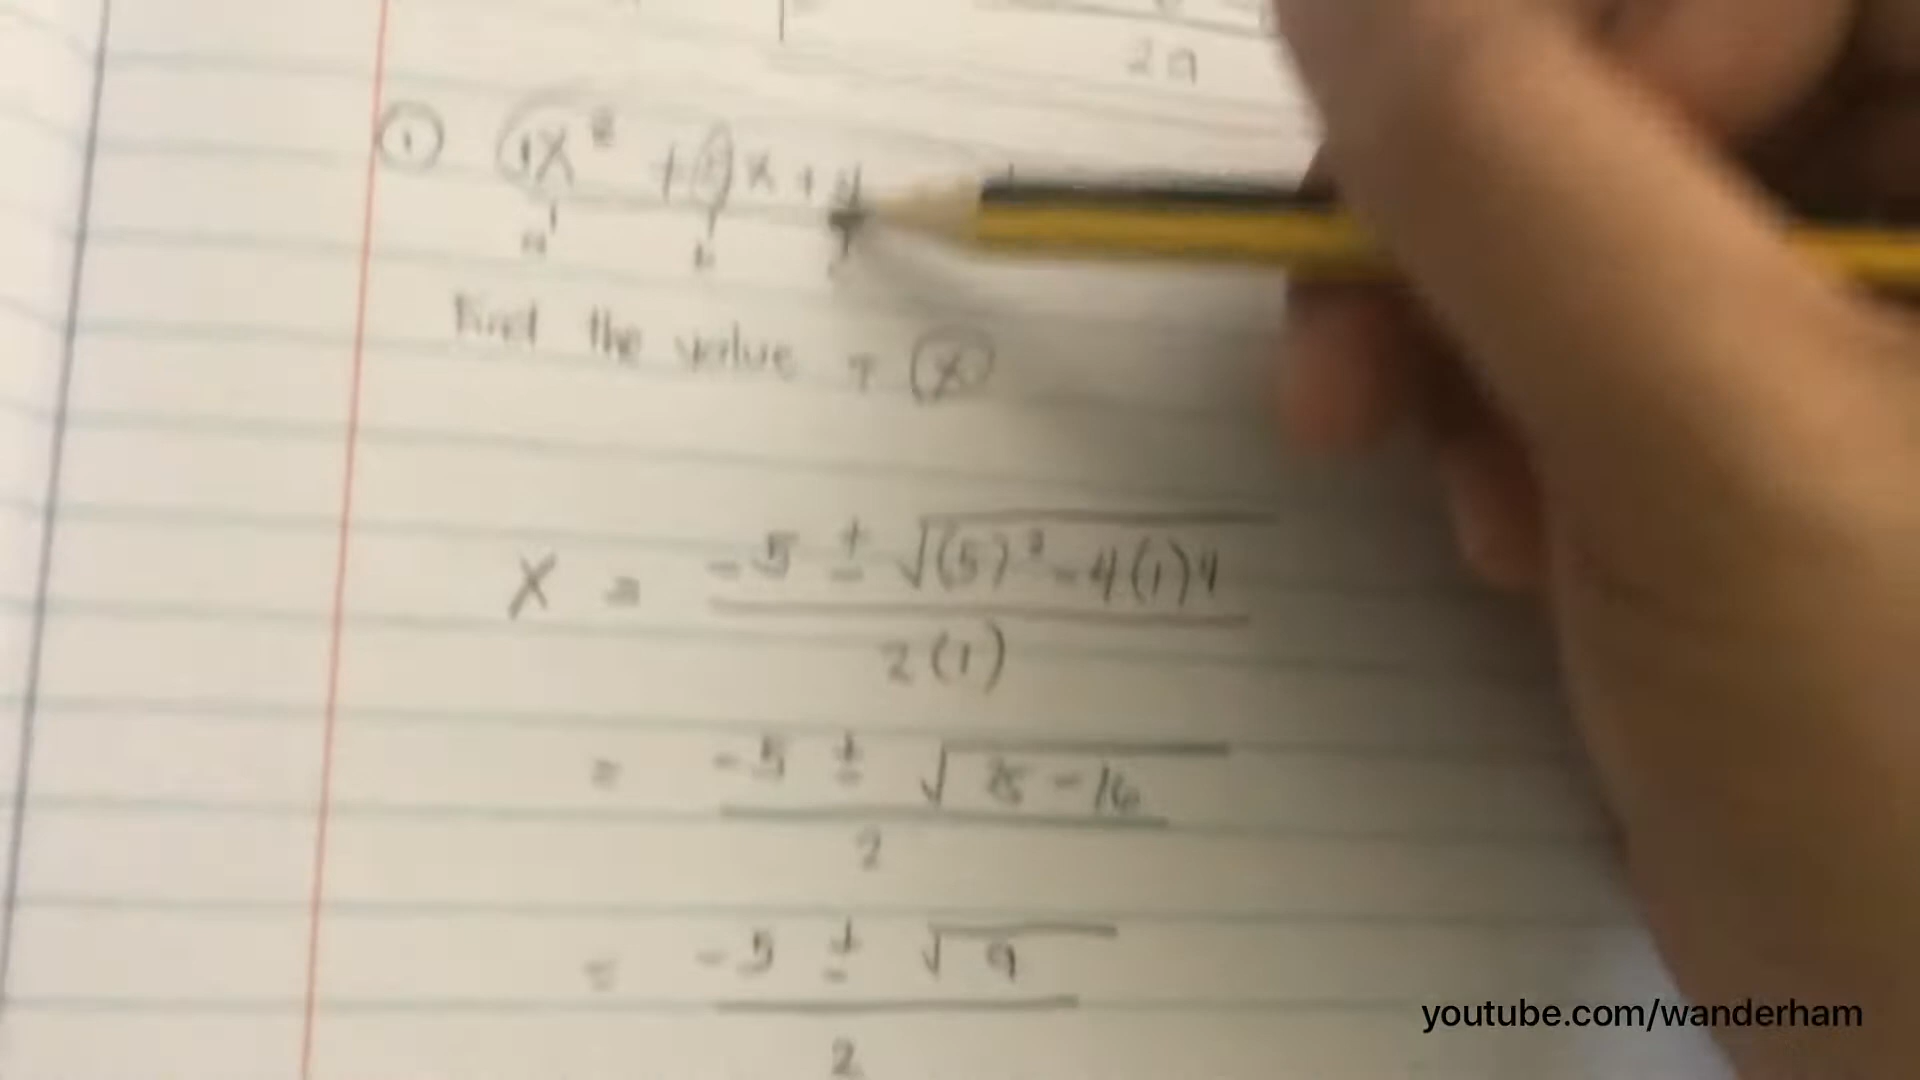 2a
① 1x² + 5x + 4
a b
Find the value = x
X = -5 ± √(5)² - 4(1)4
2(1)
= -5 ± √25 - 16
2
= -5 ± √9
2
youtube.com/wanderham